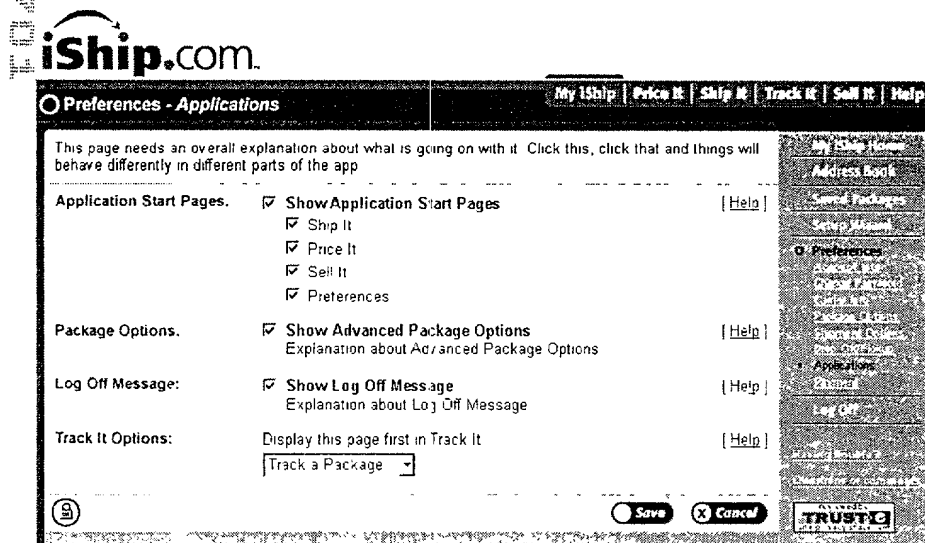 iShip.com
Preferences - Applications
My iShip | Price It | Ship It | Track It | Sell It | Help
This page needs an overall explanation about what is going on with it Click this, click that and things will
behave differently in different parts of the app
Application Start Pages.
Show Application Start Pages
[ Help ]
Ship It
Price It
Sell It
Preferences
Package Options.
Show Advanced Package Options
[ Help ]
Explanation about Advanced Package Options
Log Off Message:
Show Log Off Message
[ Help ]
Explanation about Log Off Message
Track It Options:
Display this page first in Track It
[ Help ]
Track a Package
Save
Cancel
My iShip Home
Address Book
Saved Packages
Setup Wizard
Preferences
Applications
Log Off
TRUSTe